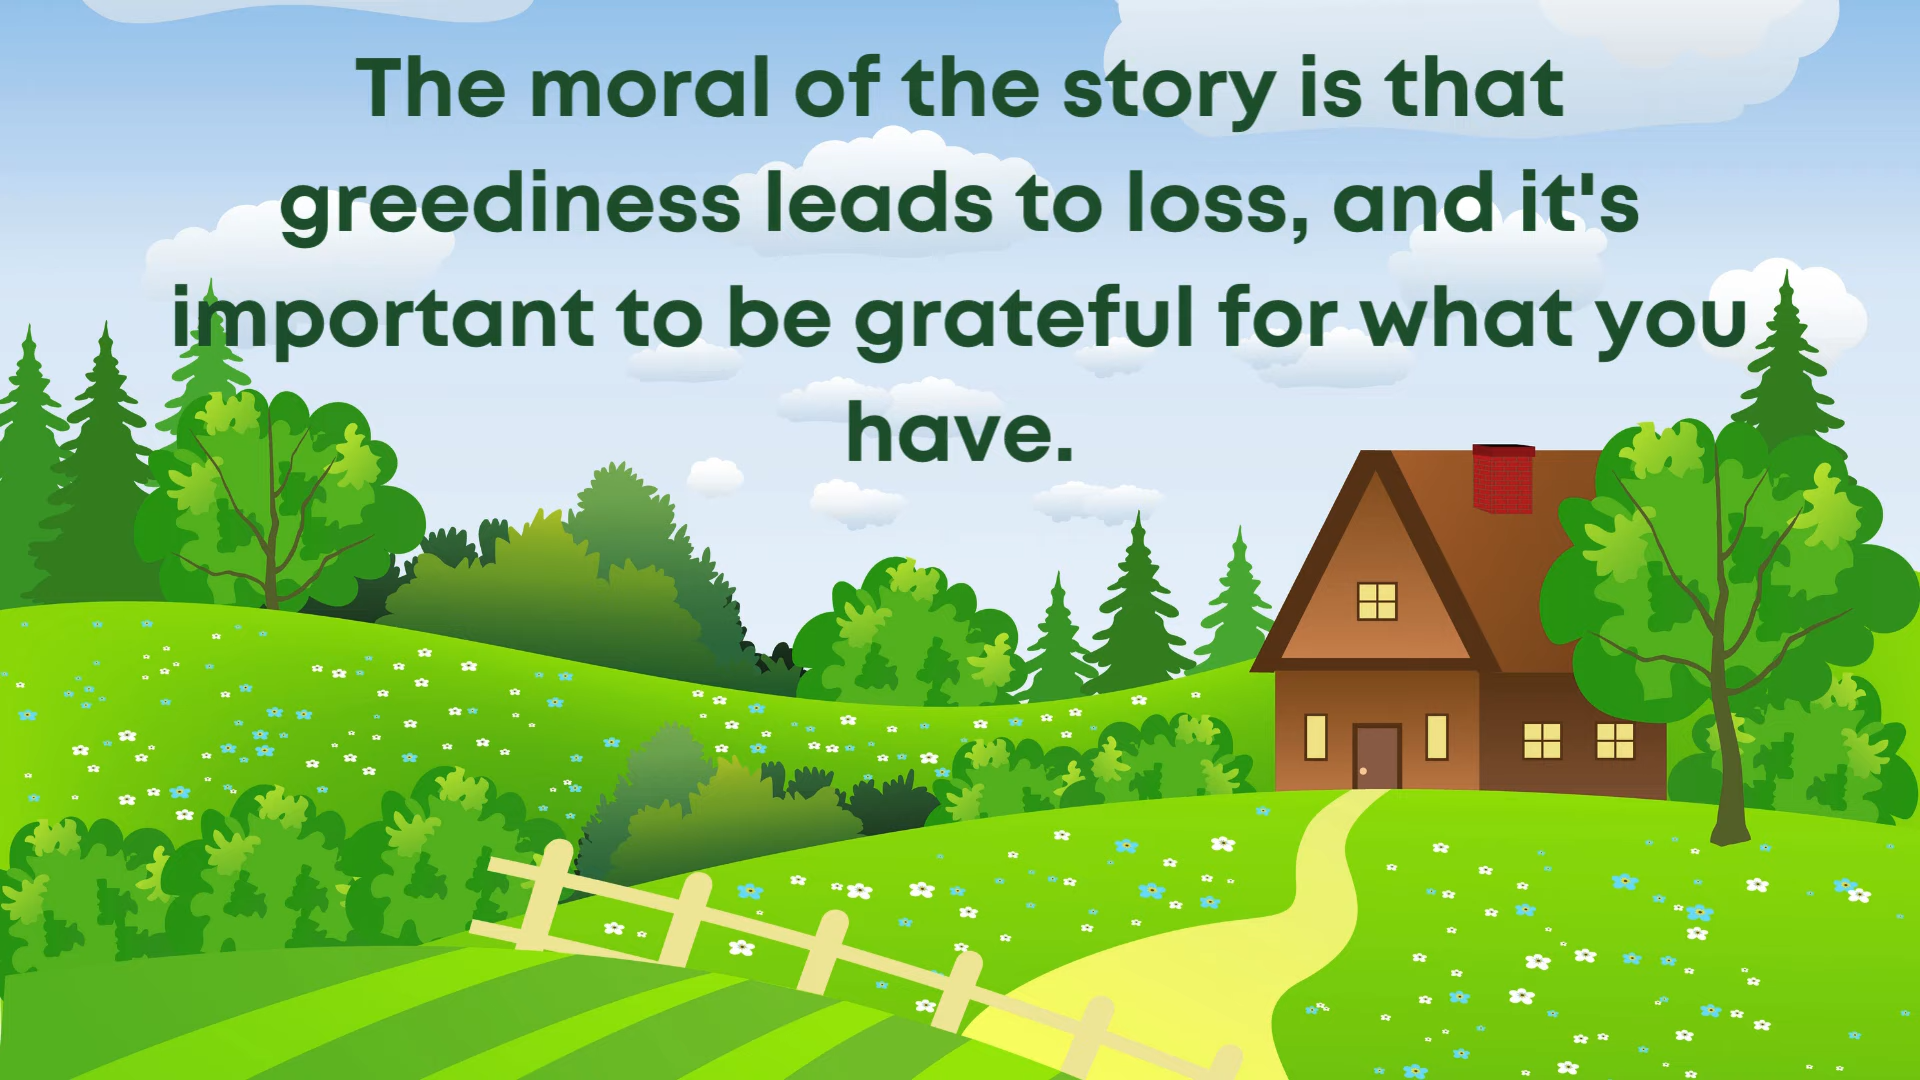 The moral of the story is that
greediness leads to loss, and it's
important to be grateful for what you
have.